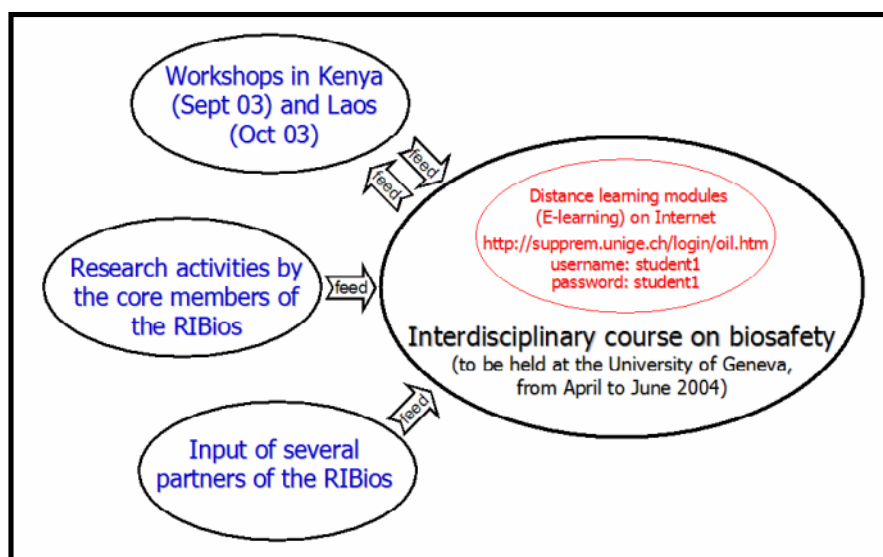 Workshops in Kenya
(Sept 03) and Laos
(Oct 03)
feed
feed
Distance learning modules
(E-learning) on Internet
http://supprem.unige.ch/login/oil.htm
username: student1
password: student1
Research activities by
the core members of
the RIBios
feed
Interdisciplinary course on biosafety
(to be held at the University of Geneva,
from April to June 2004)
feed
Input of several
partners of the RIBios